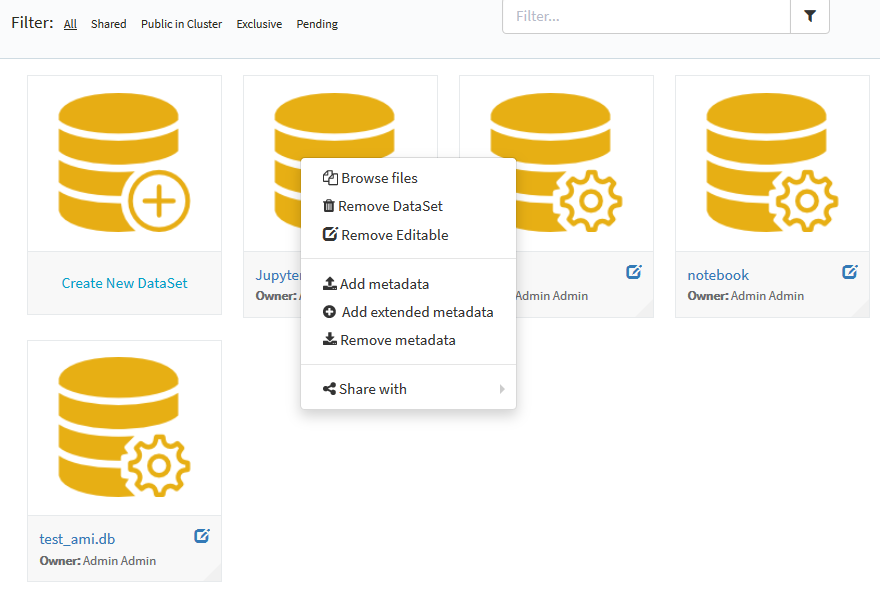 Filter: All Shared Public in Cluster Exclusive Pending
Filter...
Browse files
Remove DataSet
Remove Editable
Add metadata
Add extended metadata
Remove metadata
Share with
Create New DataSet
Owner:
Admin Admin
notebook
Owner: Admin Admin
test_ami.db
Owner: Admin Admin